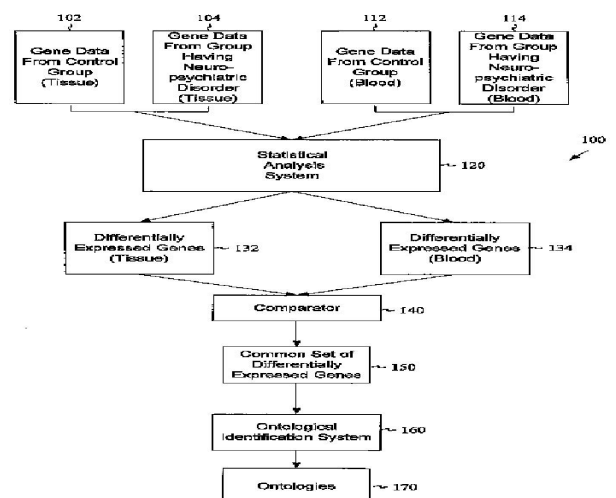 102
104
112
114
Gene Data
From Control
Group
(Tissue)
Gene Data
From Group
Having
Neuro-
psychiatric
Disorder
(Tissue)
Gene Data
From Control
Group
(Blood)
Gene Data
From Group
Having
Neuro-
psychiatric
Disorder
(Blood)
100
Statistical
Analysis
System
120
Differentially
Expressed Genes
(Tissue)
132
Differentially
Expressed Genes
(Blood)
134
Comparator
140
Common Set of
Differentially
Expressed Genes
150
Ontological
Identification System
160
Ontologies
170